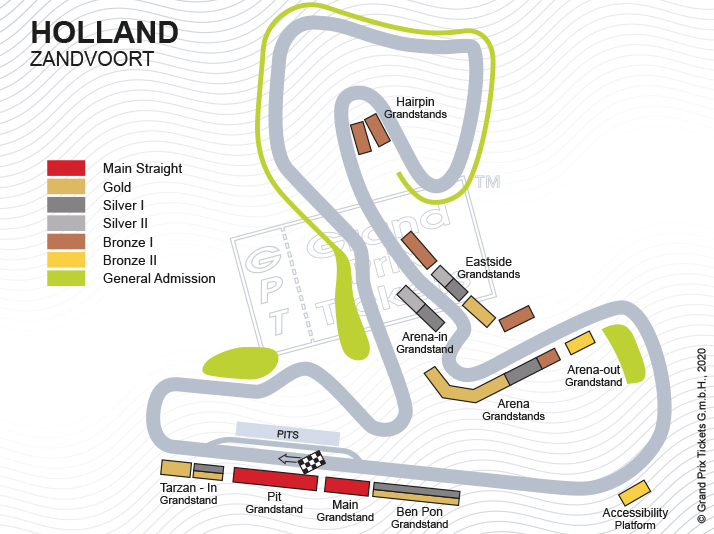 HOLLAND
ZANDVOORT
Main Straight
Gold
Silver I
Silver II
Bronze I
Bronze II
General Admission
Hairpin
Grandstands
TM
GPT
Grand
Prix
Tickets
Eastside
Grandstands
Arena-in
Grandstand
Arena-out
Grandstand
Arena
Grandstands
PITS
Tarzan - In
Grandstand
Pit
Grandstand
Main
Grandstand
Ben Pon
Grandstand
Accessibility
Platform
© Grand Prix Tickets G.m.b.H., 2020